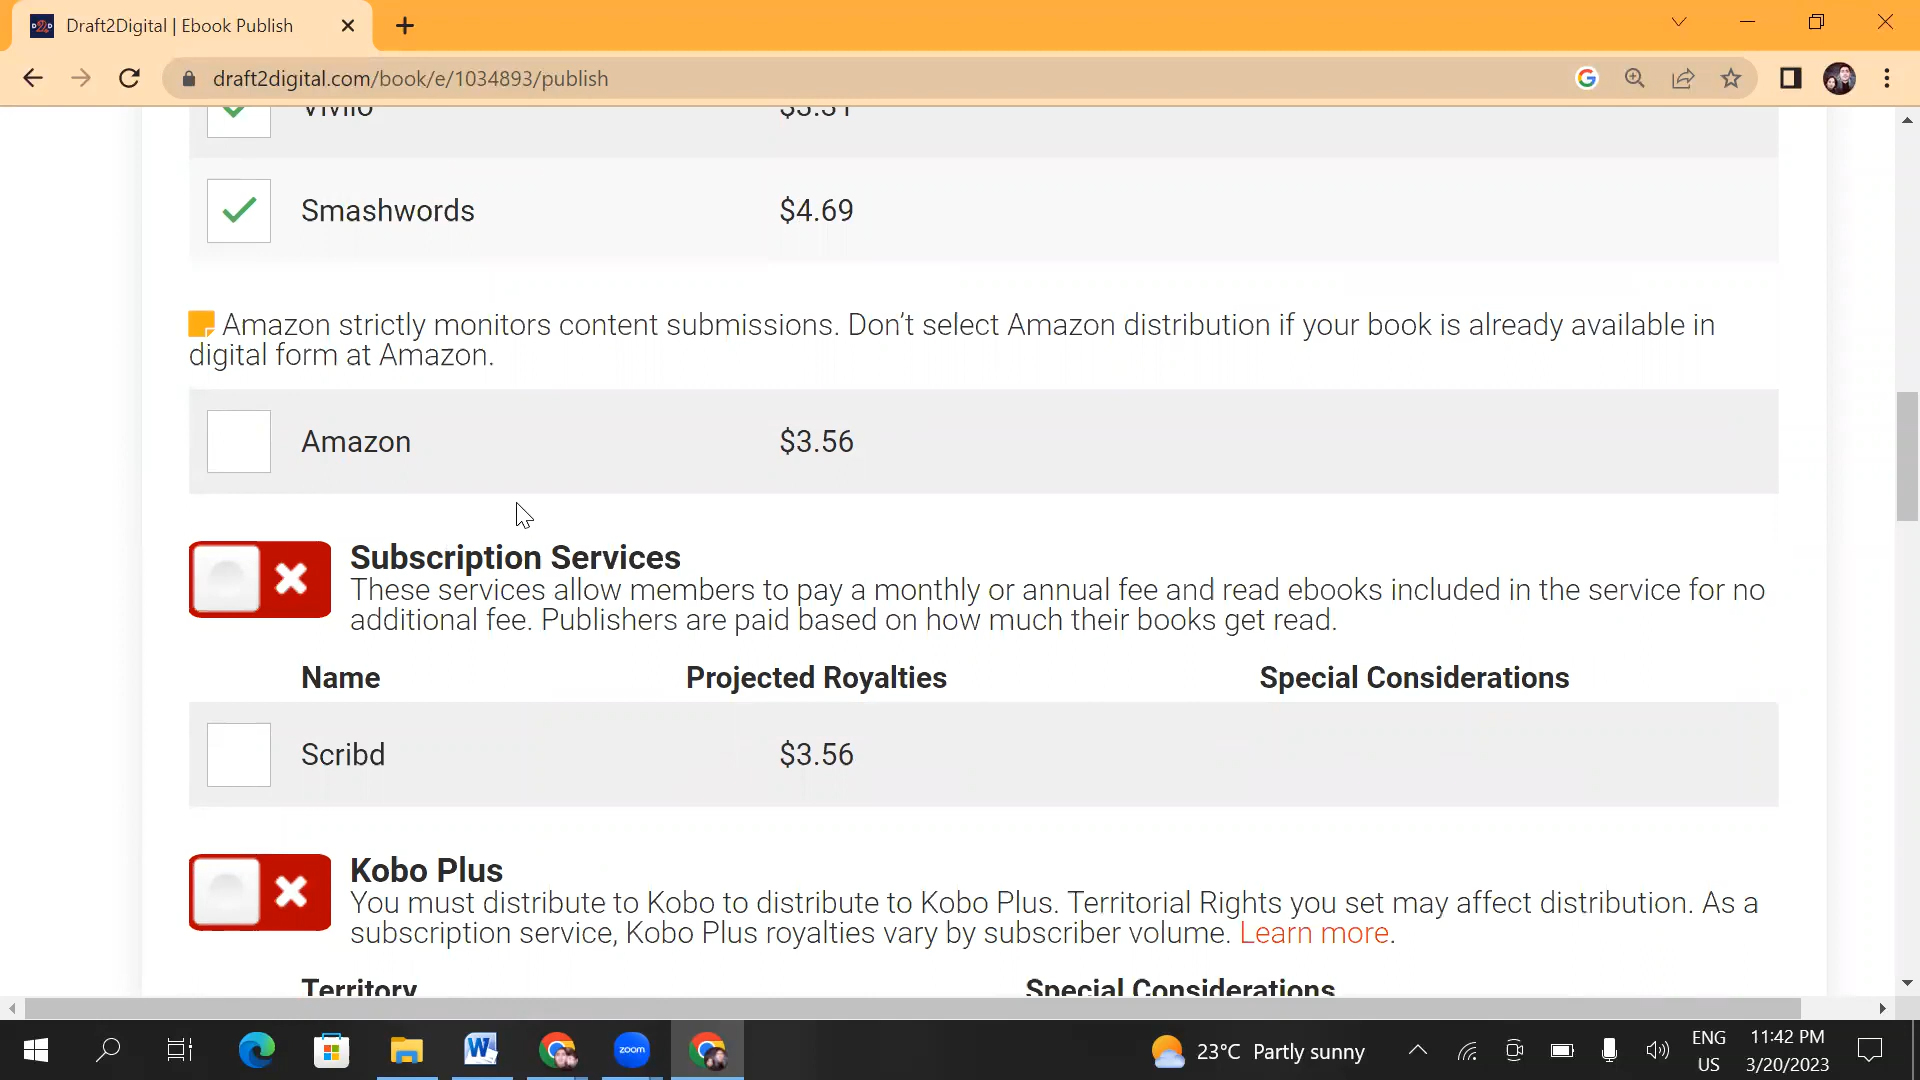 Draft2Digital | Ebook Publish
draft2digital.com/book/e/1034893/publish
Vivlio $3.31
Smashwords $4.69
Amazon strictly monitors content submissions. Don’t select Amazon distribution if your book is already available in
digital form at Amazon.
Amazon $3.56
Subscription Services
These services allow members to pay a monthly or annual fee and read ebooks included in the service for no
additional fee. Publishers are paid based on how much their books get read.
Name Projected Royalties Special Considerations
Scribd $3.56
Kobo Plus
You must distribute to Kobo to distribute to Kobo Plus. Territorial Rights you set may affect distribution. As a
subscription service, Kobo Plus royalties vary by subscriber volume. Learn more.
Territory Special Considerations
zoom
23°C Partly sunny
ENG
US
11:42 PM
3/20/2023